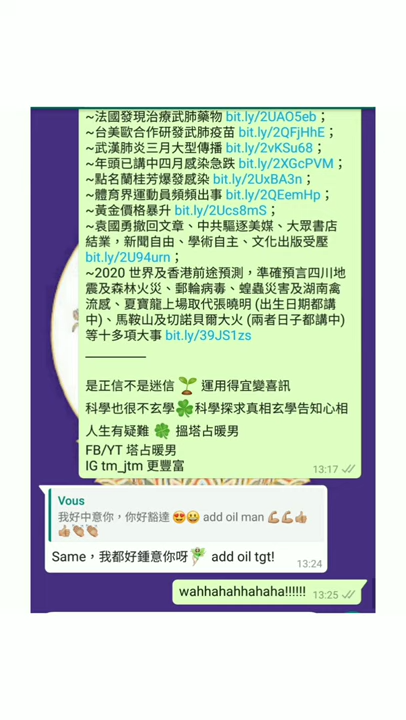 ~法國發現治療武肺藥物 bit.ly/2UAO5eb；
~台美歐合作研發武肺疫苗 bit.ly/2QFjHhE；
~武漢肺炎三月大型傳播 bit.ly/2vKSu68；
~年頭已講中四月感染急跌 bit.ly/2XGcPVM；
~點名蘭桂芳爆發感染 bit.ly/2UxBA3n；
~體育界運動員頻頻出事 bit.ly/2QEemHp；
~黃金價格暴升 bit.ly/2Ucs8mS；
~袁國勇撤回文章、中共驅逐美媒、大眾書店
結業，新聞自由、學術自主、文化出版受壓
bit.ly/2U94urn；
~2020 世界及香港前途預測，準確預言四川地
震及森林火災、郵輪病毒、蝗蟲災害及湖南禽
流感、夏寶龍上場取代張曉明 (出生日期都講
中)、馬鞍山及切諾貝爾大火 (兩者日子都講中)
等十多項大事 bit.ly/39JS1zs
——————
是正信不是迷信 🌱 運用得宜變喜訊
科學也很不玄學🍀科學探求真相玄學告知心相
人生有疑難 🍀 搵塔占暖男
FB/YT 塔占暖男
IG tm_jtm 更豐富
13:17
Vous
我好中意你，你好豁達 😍😃 add oil man 💪🏼💪🏼👍🏼
👍🏼👏🏼👏🏼
Same，我都好鍾意你呀 add oil tgt!
13:24
wahhahahhahaha!!!!!! 13:25